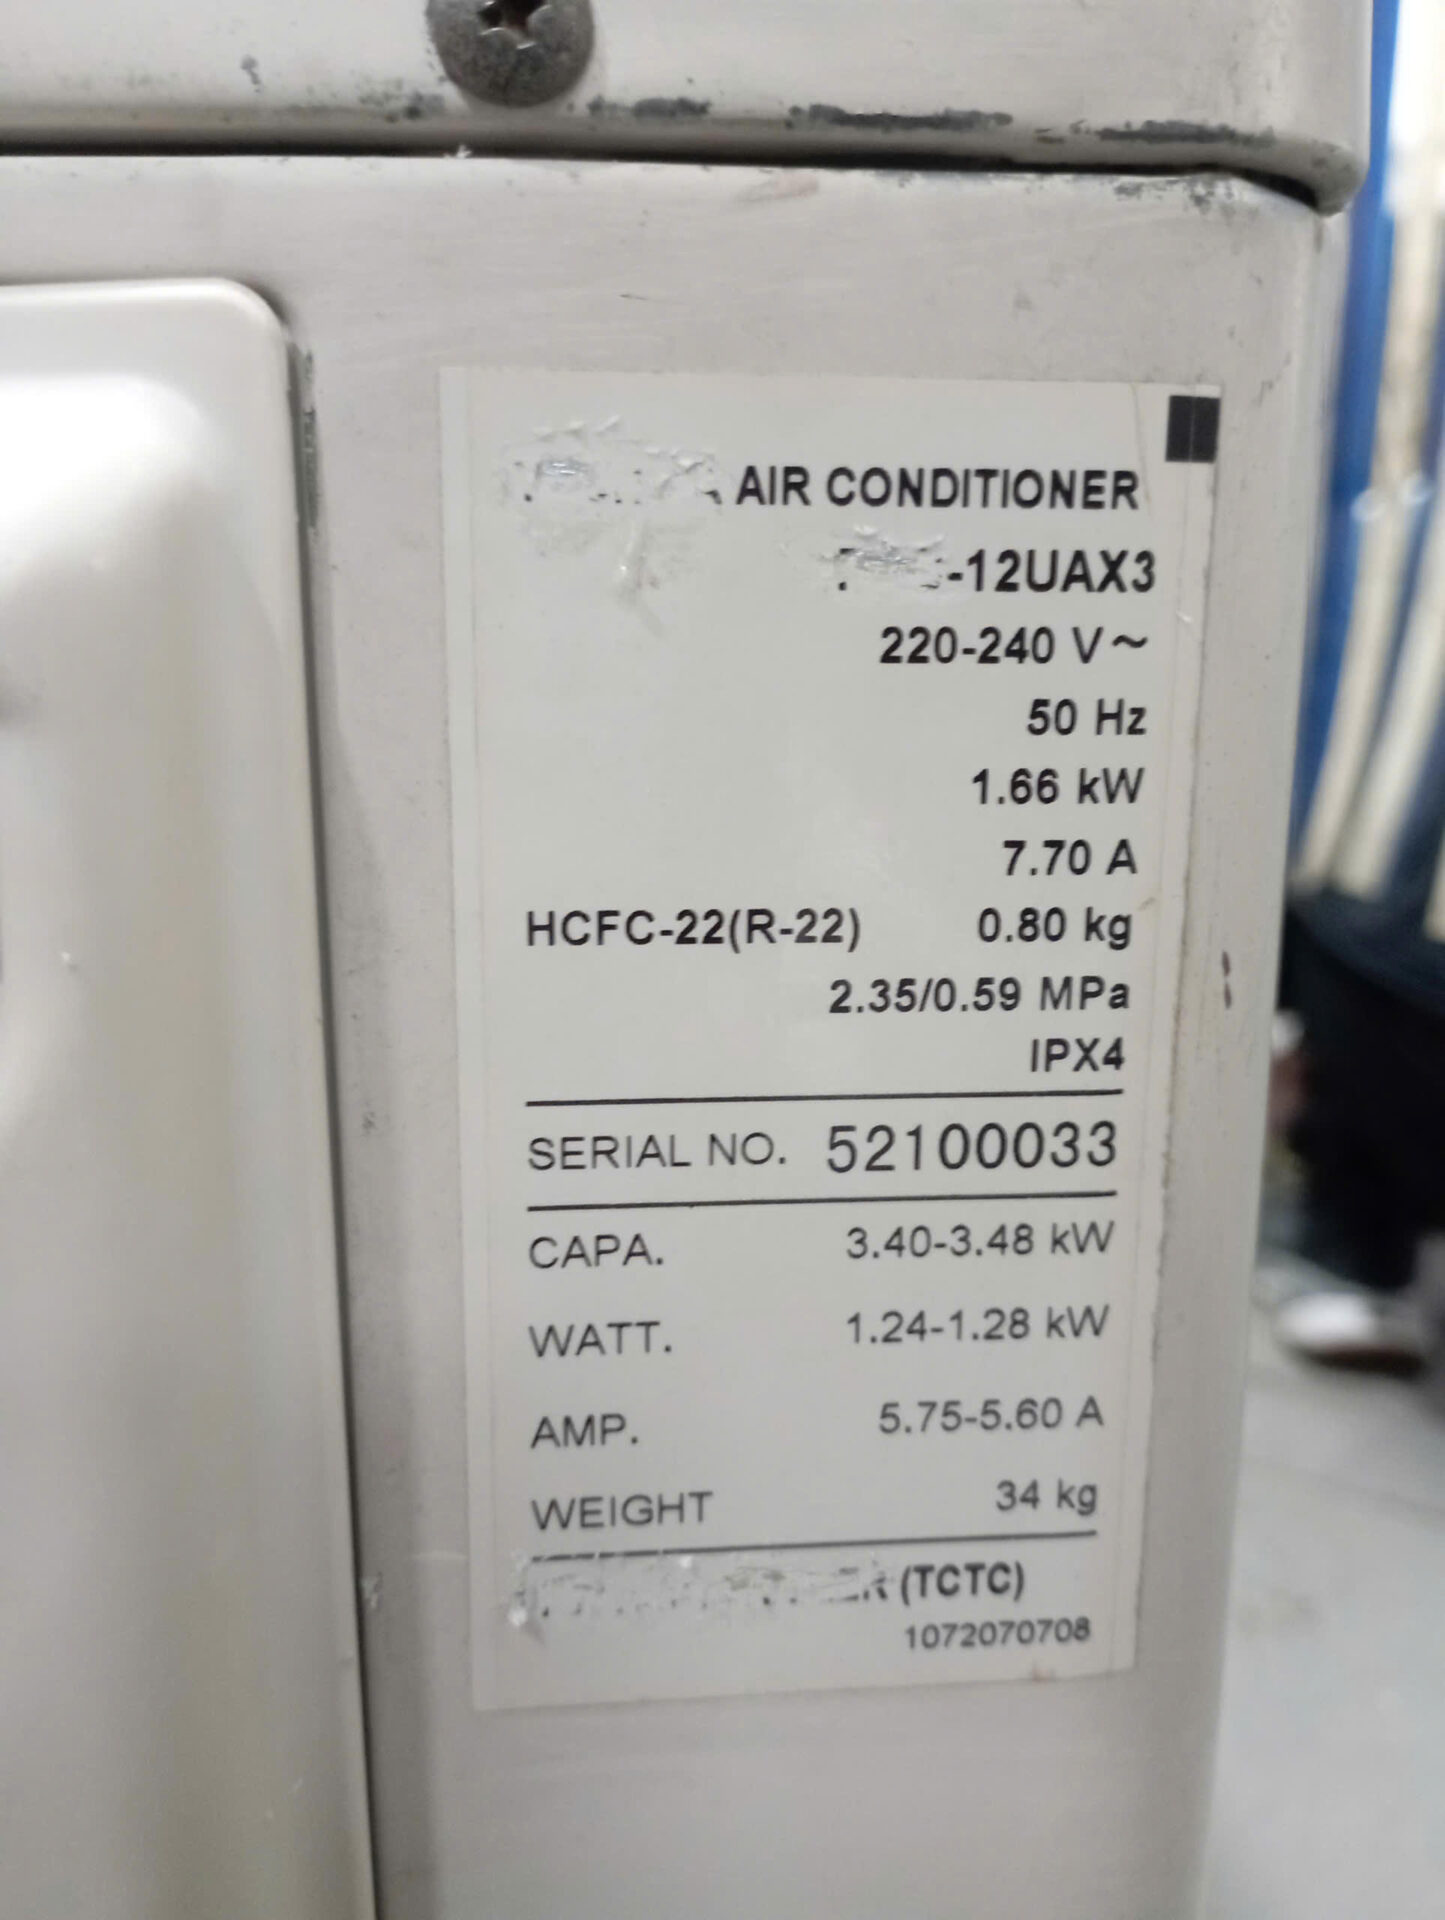 AIR CONDITIONER
-12UAX3
220-240 V~
50 Hz
1.66 kW
7.70 A
HCFC-22(R-22) 0.80 kg
2.35/0.59 MPa
IPX4
SERIAL NO. 52100033
CAPA. 3.40-3.48 kW
WATT. 1.24-1.28 kW
AMP. 5.75-5.60 A
WEIGHT 34 kg
(TCTC)
1072070708